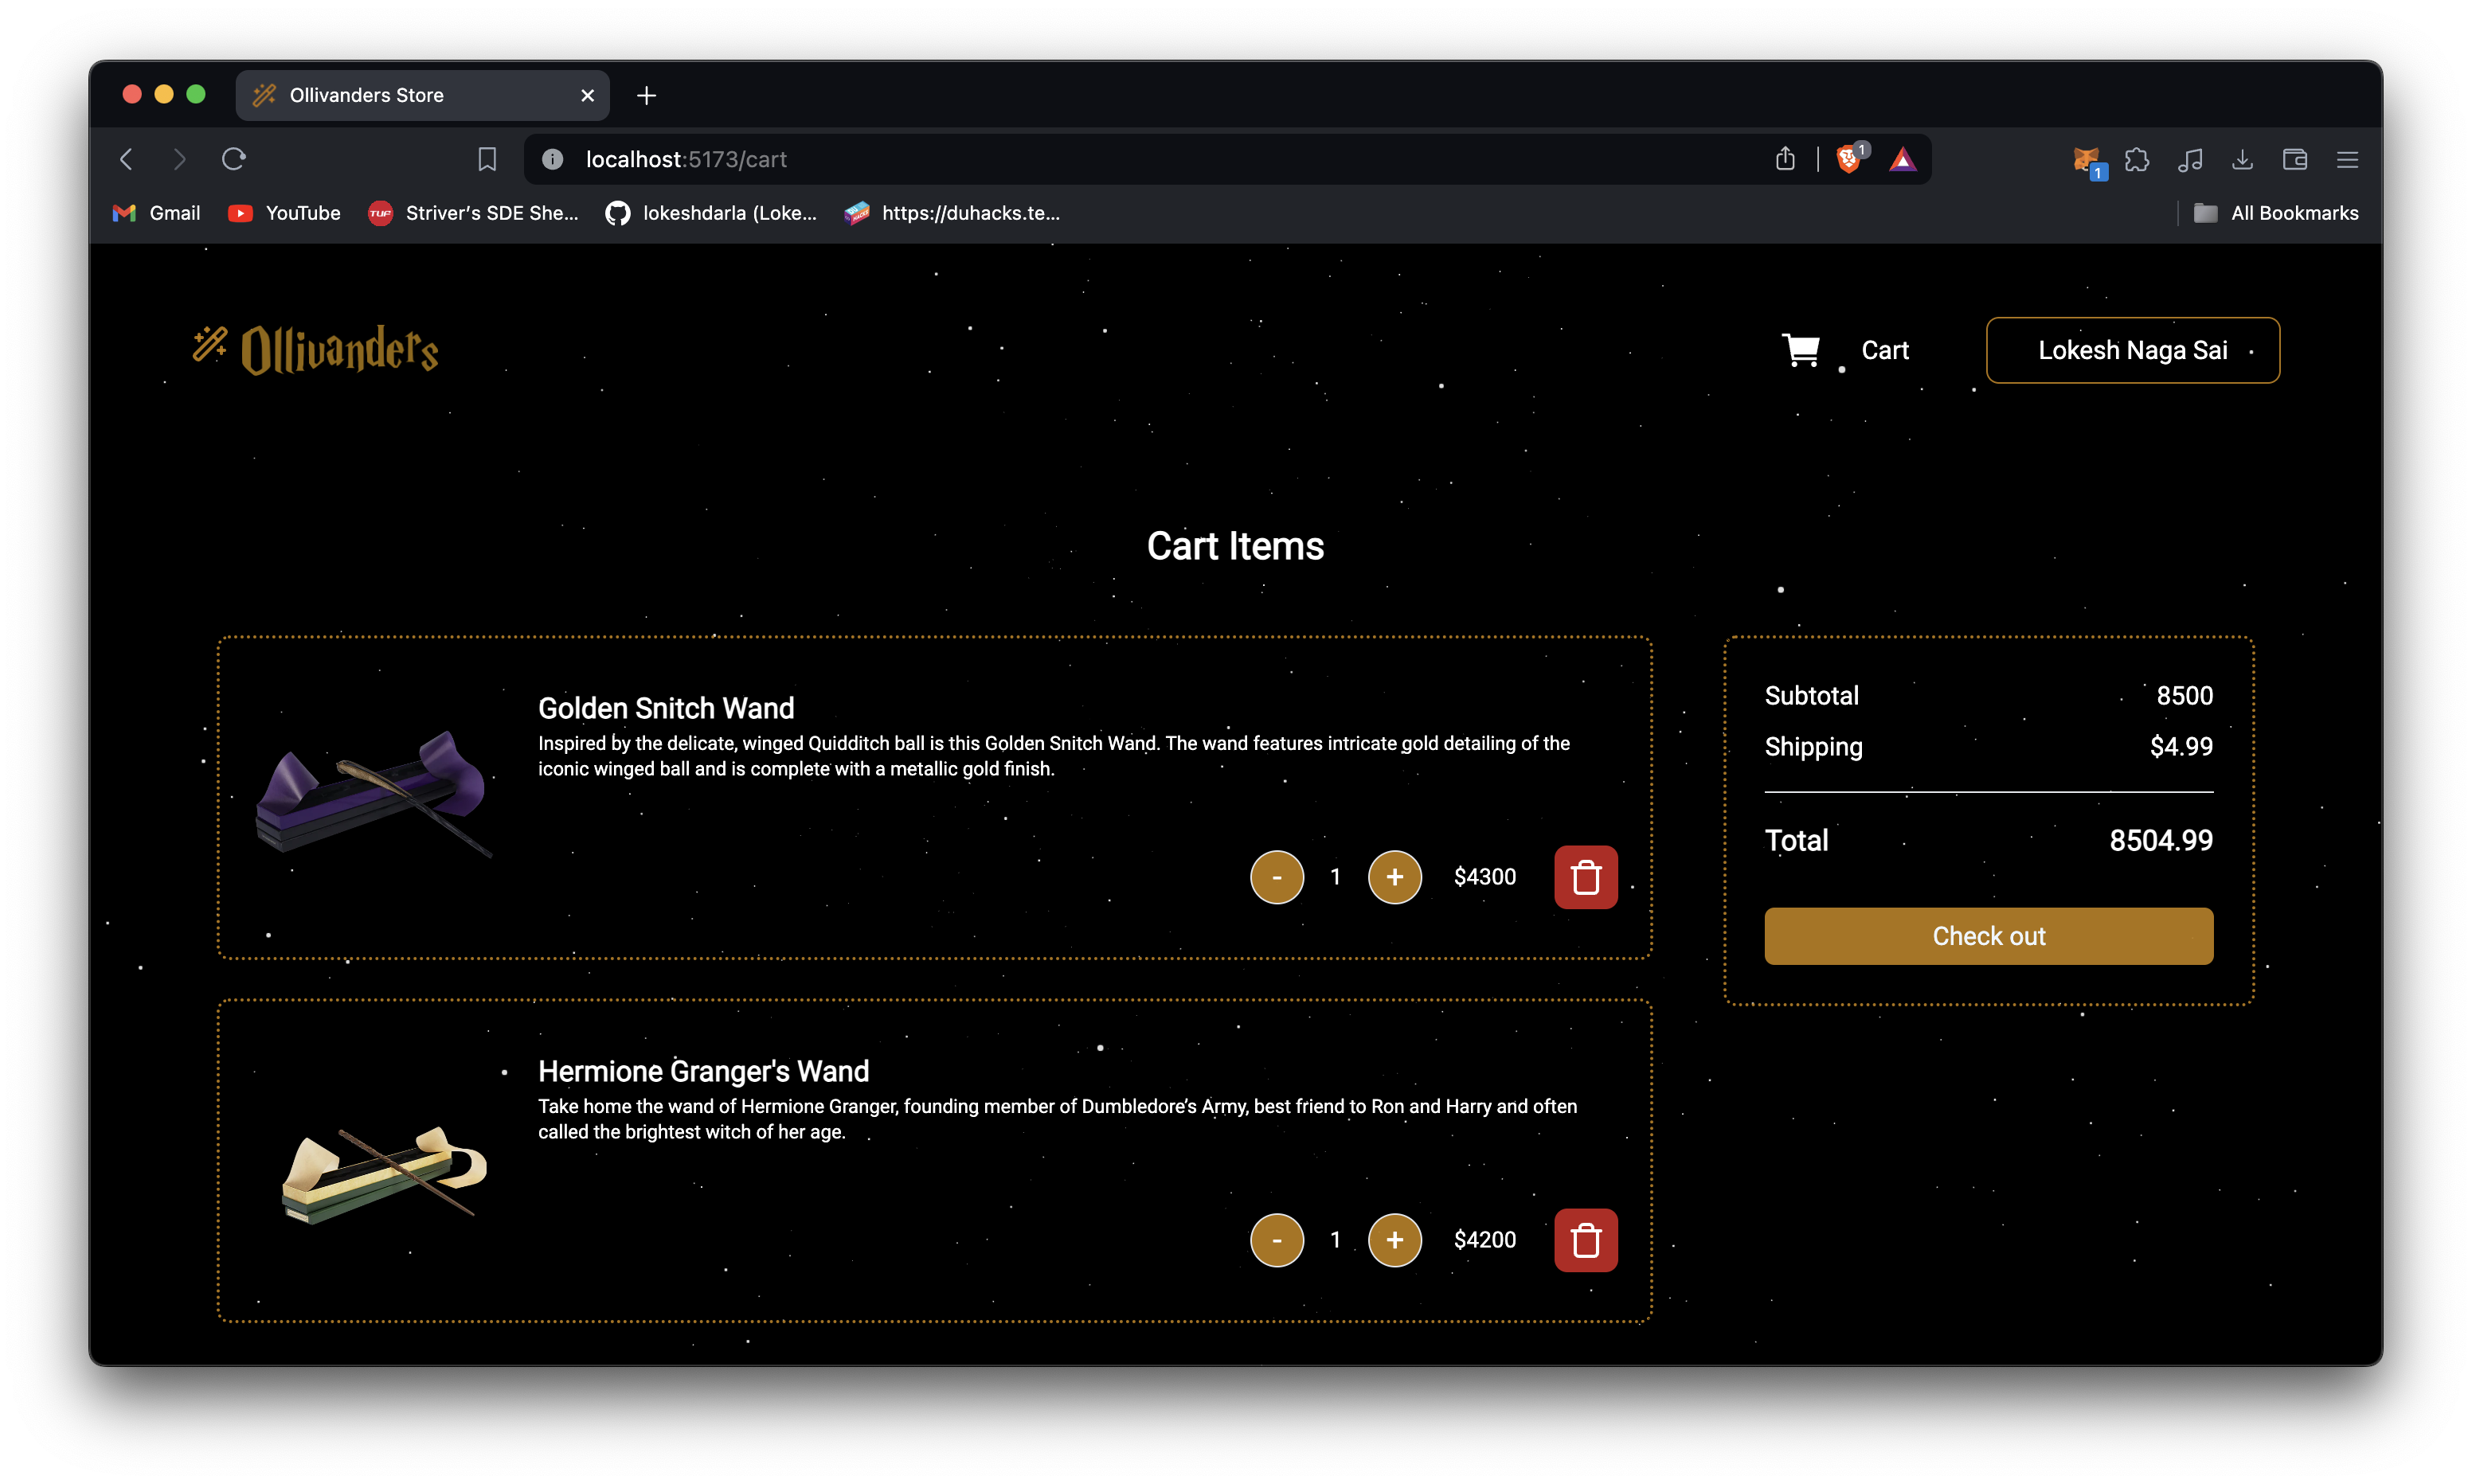 Ollivanders Store
localhost:5173/cart
1
1
Gmail
YouTube
TUF
Striver’s SDE She...
lokeshdarla (Loke...
https://duhacks.te...
All Bookmarks
Ollivanders
Cart
Lokesh Naga Sai
Cart Items
Golden Snitch Wand
Inspired by the delicate, winged Quidditch ball is this Golden Snitch Wand. The wand features intricate gold detailing of the
iconic winged ball and is complete with a metallic gold finish.
- 1 + $4300
Hermione Granger's Wand
Take home the wand of Hermione Granger, founding member of Dumbledore’s Army, best friend to Ron and Harry and often
called the brightest witch of her age.
- 1 + $4200
Subtotal 8500
Shipping $4.99
Total 8504.99
Check out